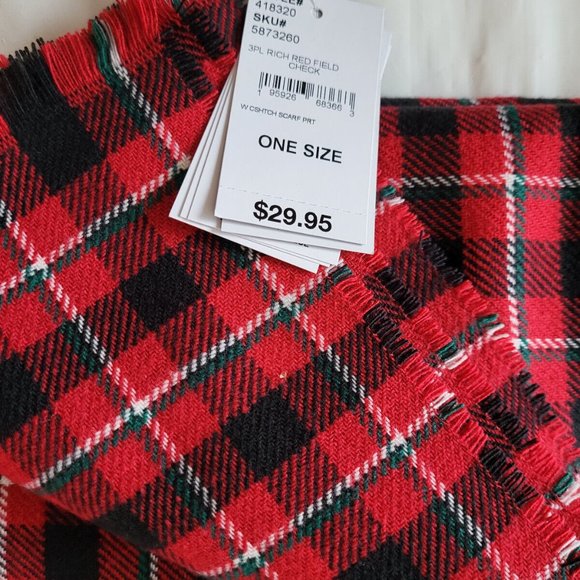 418320
SKU#
5873260
3PL RICH RED FIELD
CHECK
1 95926 68366 3
W CSHTCH SCARF PRT
ONE SIZE
$29.95